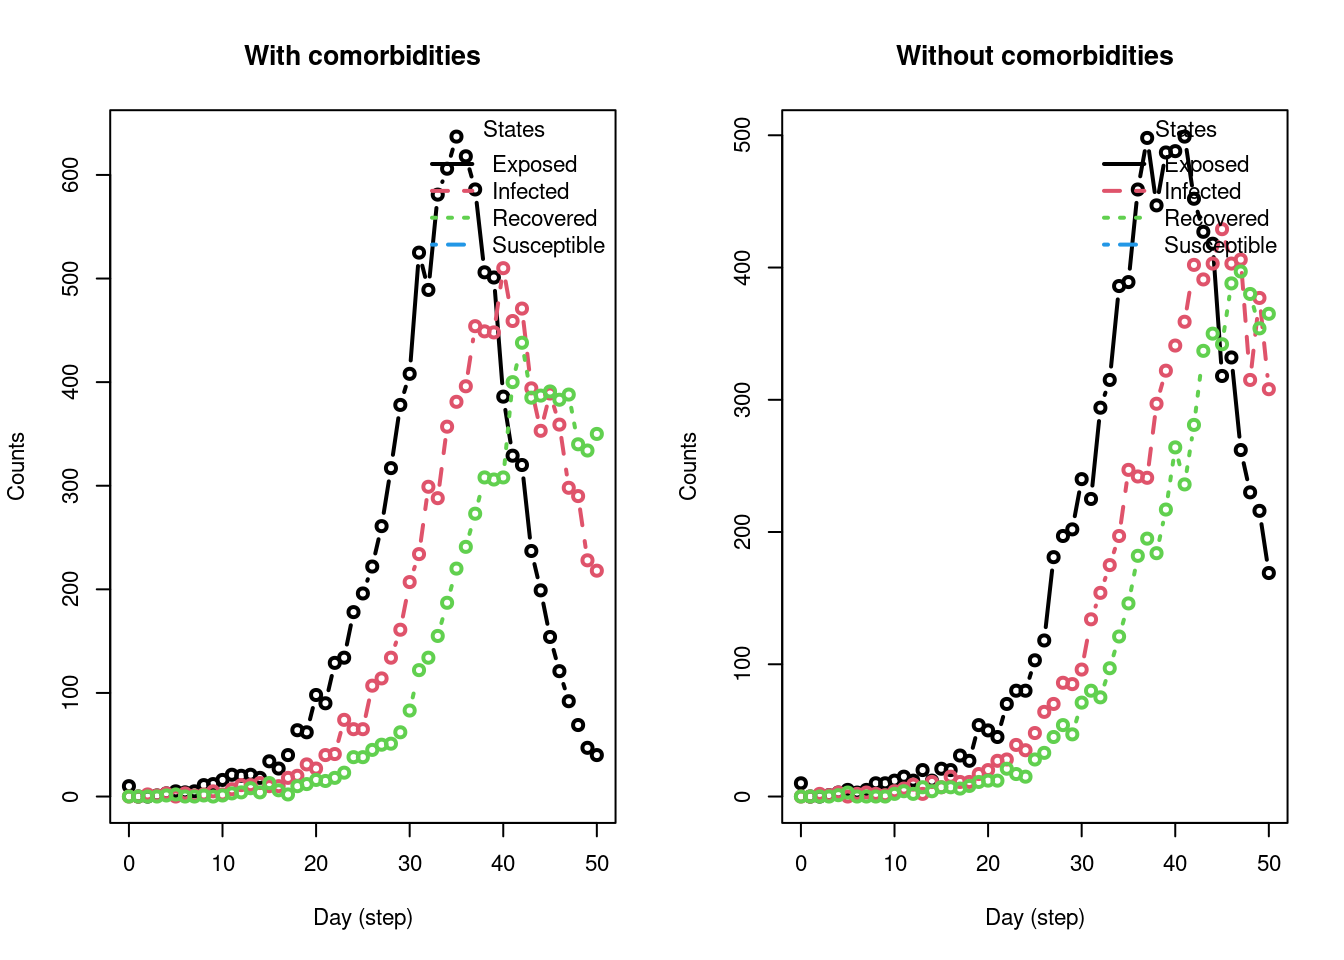 With comorbidities
States
Exposed
Infected
Recovered
Susceptible
Counts
0
100
200
300
400
500
600
0
10
20
30
40
50
Day (step)
Without comorbidities
States
Exposed
Infected
Recovered
Susceptible
Counts
0
100
200
300
400
500
0
10
20
30
40
50
Day (step)